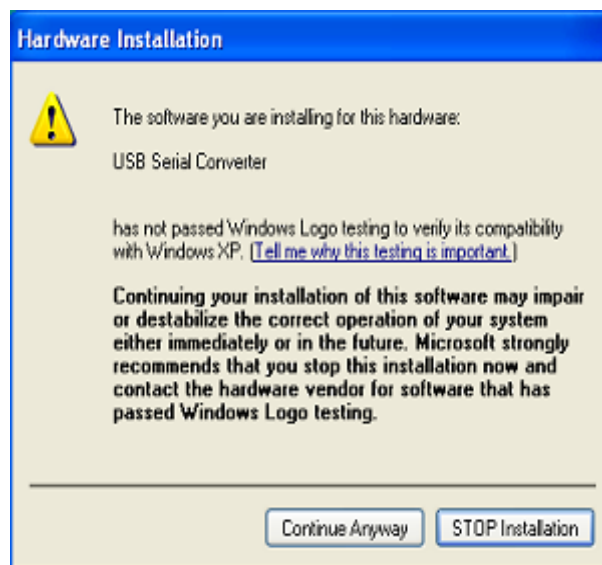 Hardware Installation
The software you are installing for this hardware:
USB Serial Converter
has not passed Windows Logo testing to verify its compatibility
with Windows XP. (Tell me why this testing is important.)
Continuing your installation of this software may impair
or destabilize the correct operation of your system
either immediately or in the future. Microsoft strongly
recommends that you stop this installation now and
contact the hardware vendor for software that has
passed Windows Logo testing.
Continue Anyway STOP Installation